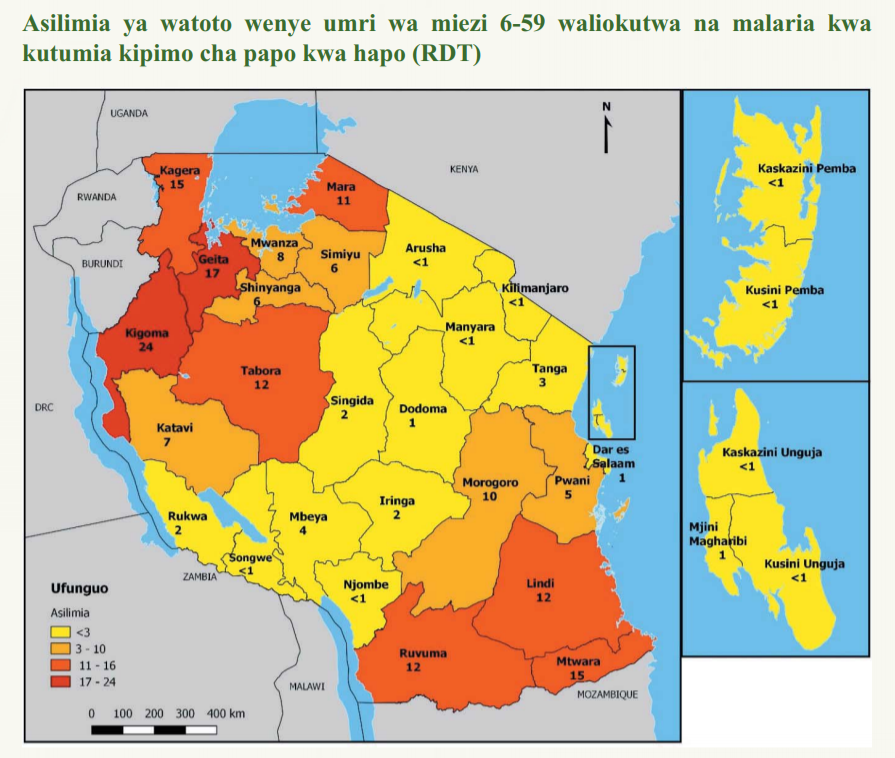 Asilimia ya watoto wenye umri wa miezi 6-59 waliokutwa na malaria kwa
kutumia kipimo cha papo kwa hapo (RDT)
UGANDA
N
KENYA
RWANDA
BURUNDI
DRC
ZAMBIA
MALAWI
MOZAMBIQUE
Kagera
15
Mara
11
Mwanza
8
Geita
17
Simiyu
6
Shinyanga
6
Arusha
<1
Kilimanjaro
<1
Manyara
<1
Kigoma
24
Tabora
12
Tanga
3
Singida
2
Dodoma
1
Katavi
7
Dar es
Salaam
1
Morogoro
10
Pwani
5
Rukwa
2
Mbeya
4
Iringa
2
Songwe
<1
Njombe
<1
Lindi
12
Ruvuma
12
Mtwara
15
Kaskazini Pemba
<1
Kusini Pemba
<1
Kaskazini Unguja
<1
Mjini
Magharibi
1
Kusini Unguja
<1
Ufunguo
Asilimia
<3
3 - 10
11 - 16
17 - 24
0 100 200 300 400 km